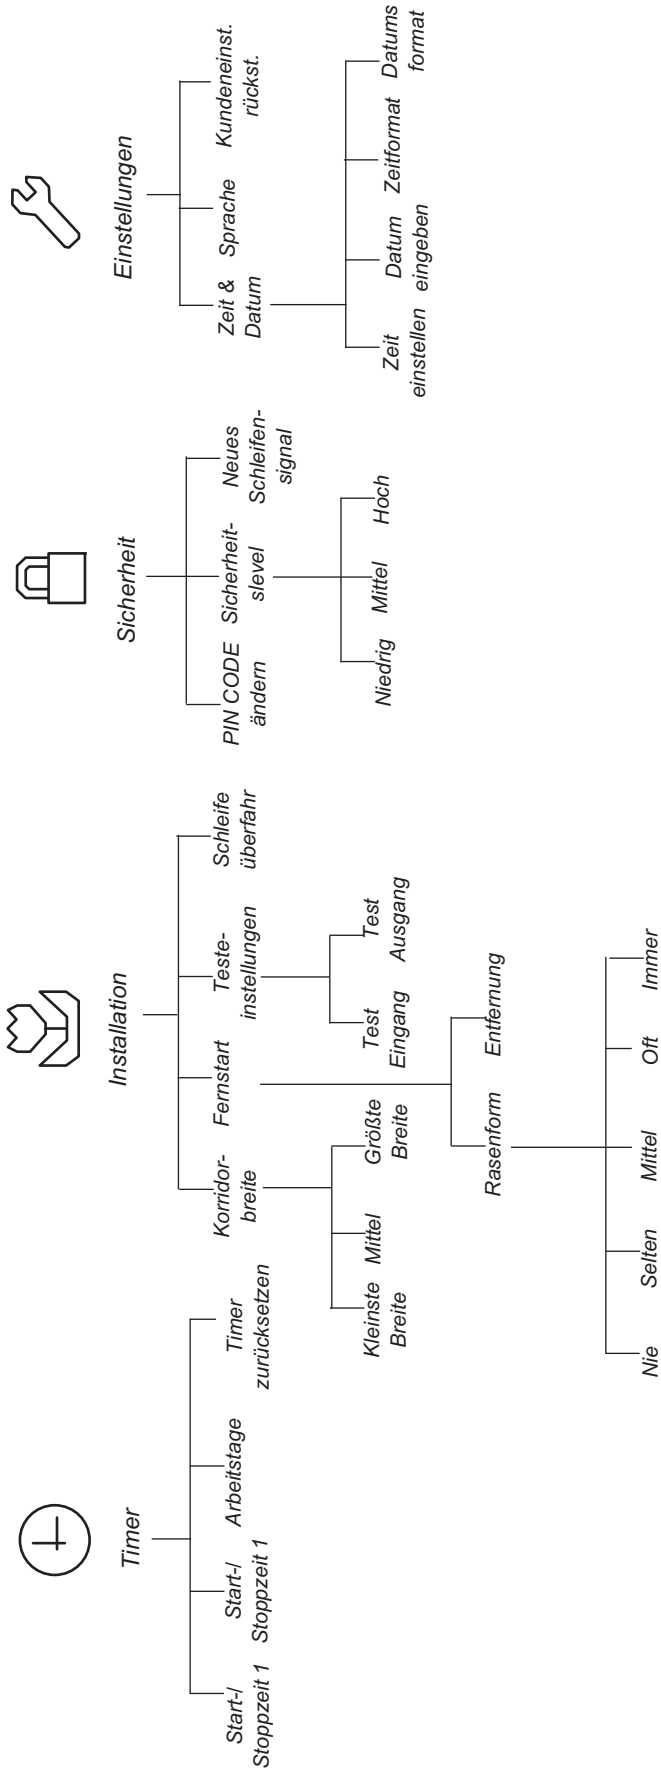 Timer
Start-/
Stoppzeit 1
Start-/
Stoppzeit 1
Arbeitstage
Timer
zurücksetzen
Installation
Korridor-
breite
Kleinste
Breite
Mittel
Größte
Breite
Fernstart
Rasenform
Nie
Selten
Mittel
Oft
Immer
Entfernung
Teste-
instellungen
Test
Eingang
Test
Ausgang
Schleife
überfahr
Sicherheit
PIN CODE
ändern
Sicherheit-
slevel
Niedrig
Mittel
Hoch
Neues
Schleifen-
signal
Einstellungen
Zeit &
Datum
Zeit
einstellen
Datum
eingeben
Zeitformat
Datums
format
Sprache
Kundeneinst.
rückst.